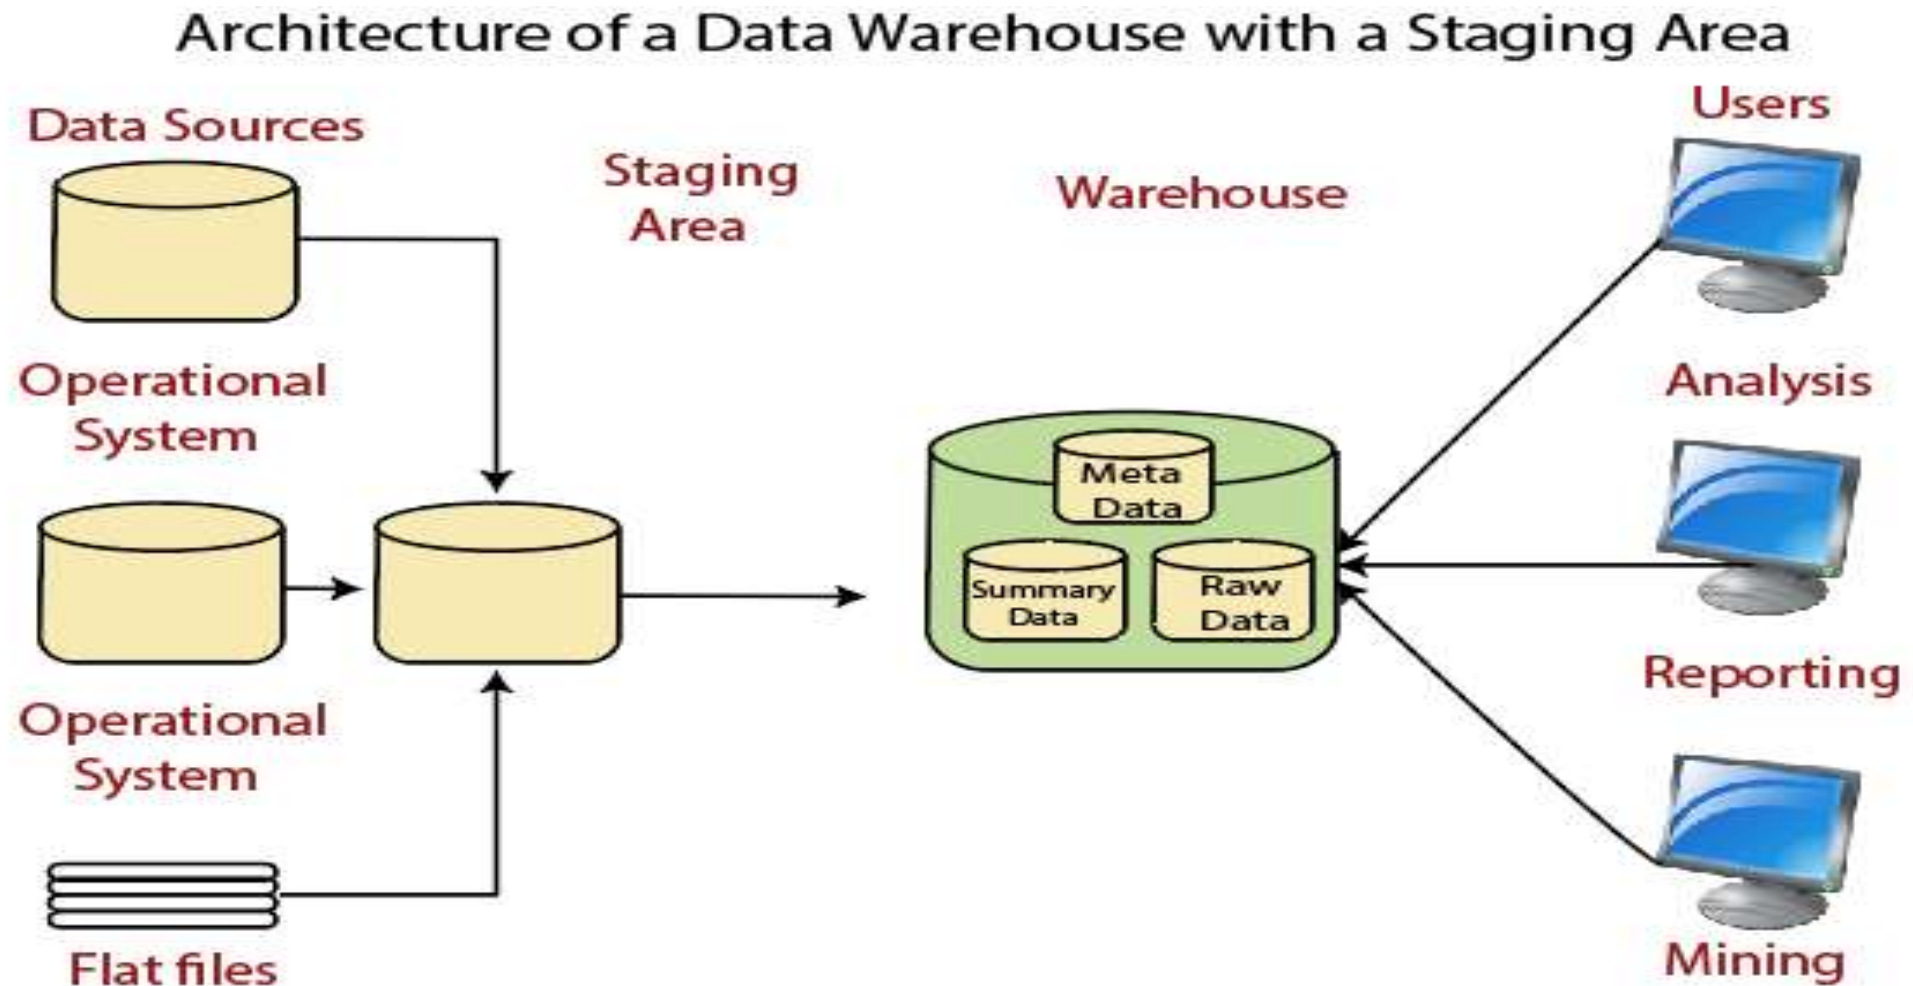 Architecture of a Data Warehouse with a Staging Area
Data Sources
Operational
System
Operational
System
Flat files
Staging
Area
Warehouse
Meta
Data
Summary
Data
Raw
Data
Users
Analysis
Reporting
Mining